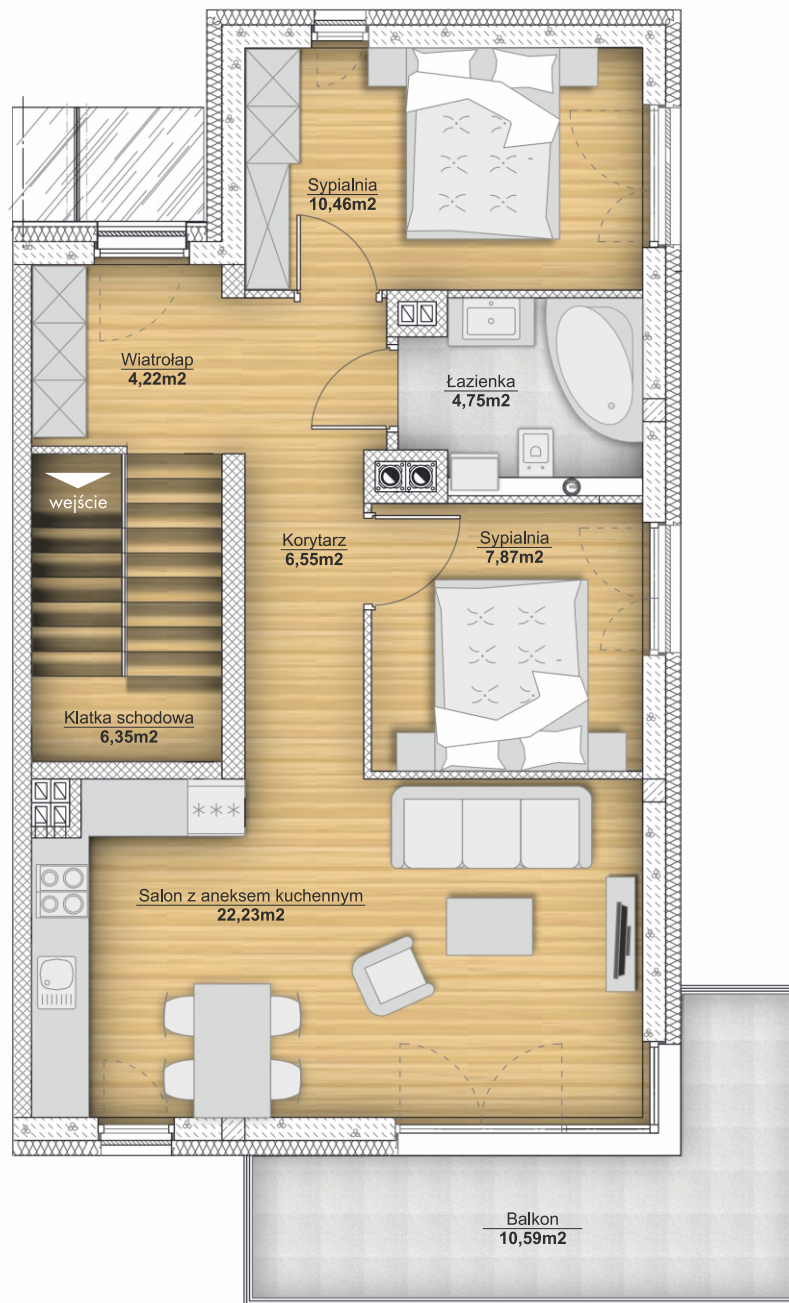 Sypialnia
10,46m2
Wiatrołap
4,22m2
Łazienka
4,75m2
wejście
Korytarz
6,55m2
Sypialnia
7,87m2
Klatka schodowa
6,35m2
Salon z aneksem kuchennym
22,23m2
Balkon
10,59m2